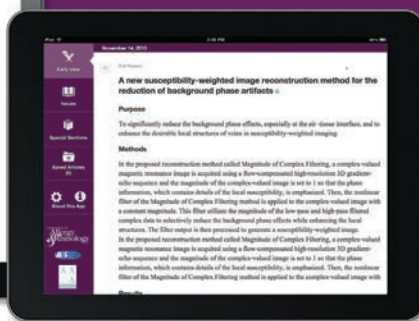 iPad
2:45 PM
November 14, 2013
Early view
Full Papers
A new susceptibility-weighted image reconstruction method for the
reduction of background phase artifacts
Issues
Purpose
To significantly reduce the background phase effects, especially at the air–tissue interface, and to
enhance the desirable local structures of veins in susceptibility-weighted imaging.
Special Sections
Methods
In the proposed reconstruction method called Magnitude of Complex Filtering, a complex-valued
magnetic resonance image is acquired using a flow-compensated high-resolution 3D gradient-
echo sequence and the magnitude of the complex-valued image is set to 1 so that the phase
information, which contains details of the local susceptibility, is emphasized. Then, the nonlinear
filter of the Magnitude of Complex Filtering method is applied to the complex-valued image with
a constant magnitude. This filter utilizes the magnitude of the low-pass and high-pass filtered
complex data to selectively reduce the background phase effects while enhancing the local
structures. The filter output is then processed to generate a susceptibility-weighted image.
In the proposed reconstruction method called Magnitude of Complex Filtering, a complex-valued
magnetic resonance image is acquired using a flow-compensated high-resolution 3D gradient-
echo sequence and the magnitude of the complex-valued image is set to 1 so that the phase
information, which contains details of the local susceptibility, is emphasized. Then, the nonlinear
filter of the Magnitude of Complex Filtering method is applied to the complex-valued image with
Results
Saved Articles
About this App
Allergy
Immunology